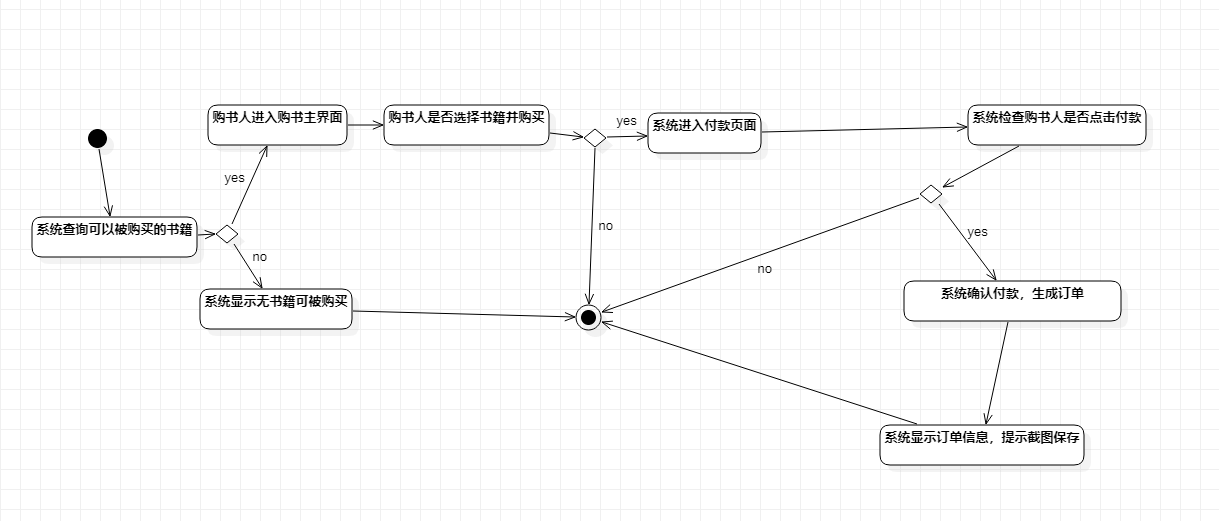 购书人进入购书主界面
购书人是否选择书籍并购买
yes
系统进入付款页面
系统检查购书人是否点击付款
yes
系统查询可以被购买的书籍
no
no
yes
no
系统显示无书籍可被购买
系统确认付款，生成订单
系统显示订单信息，提示截图保存